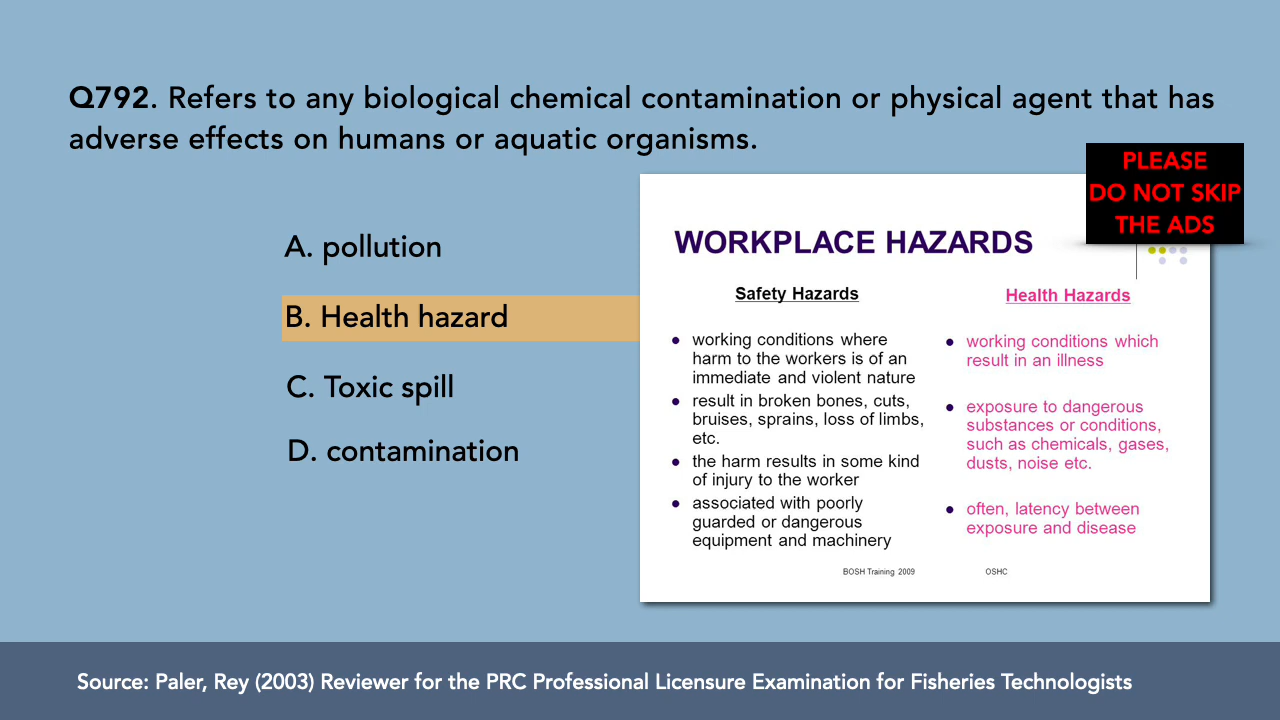 Q792. Refers to any biological chemical contamination or physical agent that has
adverse effects on humans or aquatic organisms.
PLEASE
DO NOT SKIP
THE ADS
A. pollution
B. Health hazard
C. Toxic spill
D. contamination
WORKPLACE HAZARDS
Safety Hazards
working conditions where
harm to the workers is of an
immediate and violent nature
result in broken bones, cuts,
bruises, sprains, loss of limbs,
etc.
the harm results in some kind
of injury to the worker
associated with poorly
guarded or dangerous
equipment and machinery
Health Hazards
working conditions which
result in an illness
exposure to dangerous
substances or conditions,
such as chemicals, gases,
dusts, noise etc.
often, latency between
exposure and disease
BOSH Training 2009
OSHC
Source: Paler, Rey (2003) Reviewer for the PRC Professional Licensure Examination for Fisheries Technologists